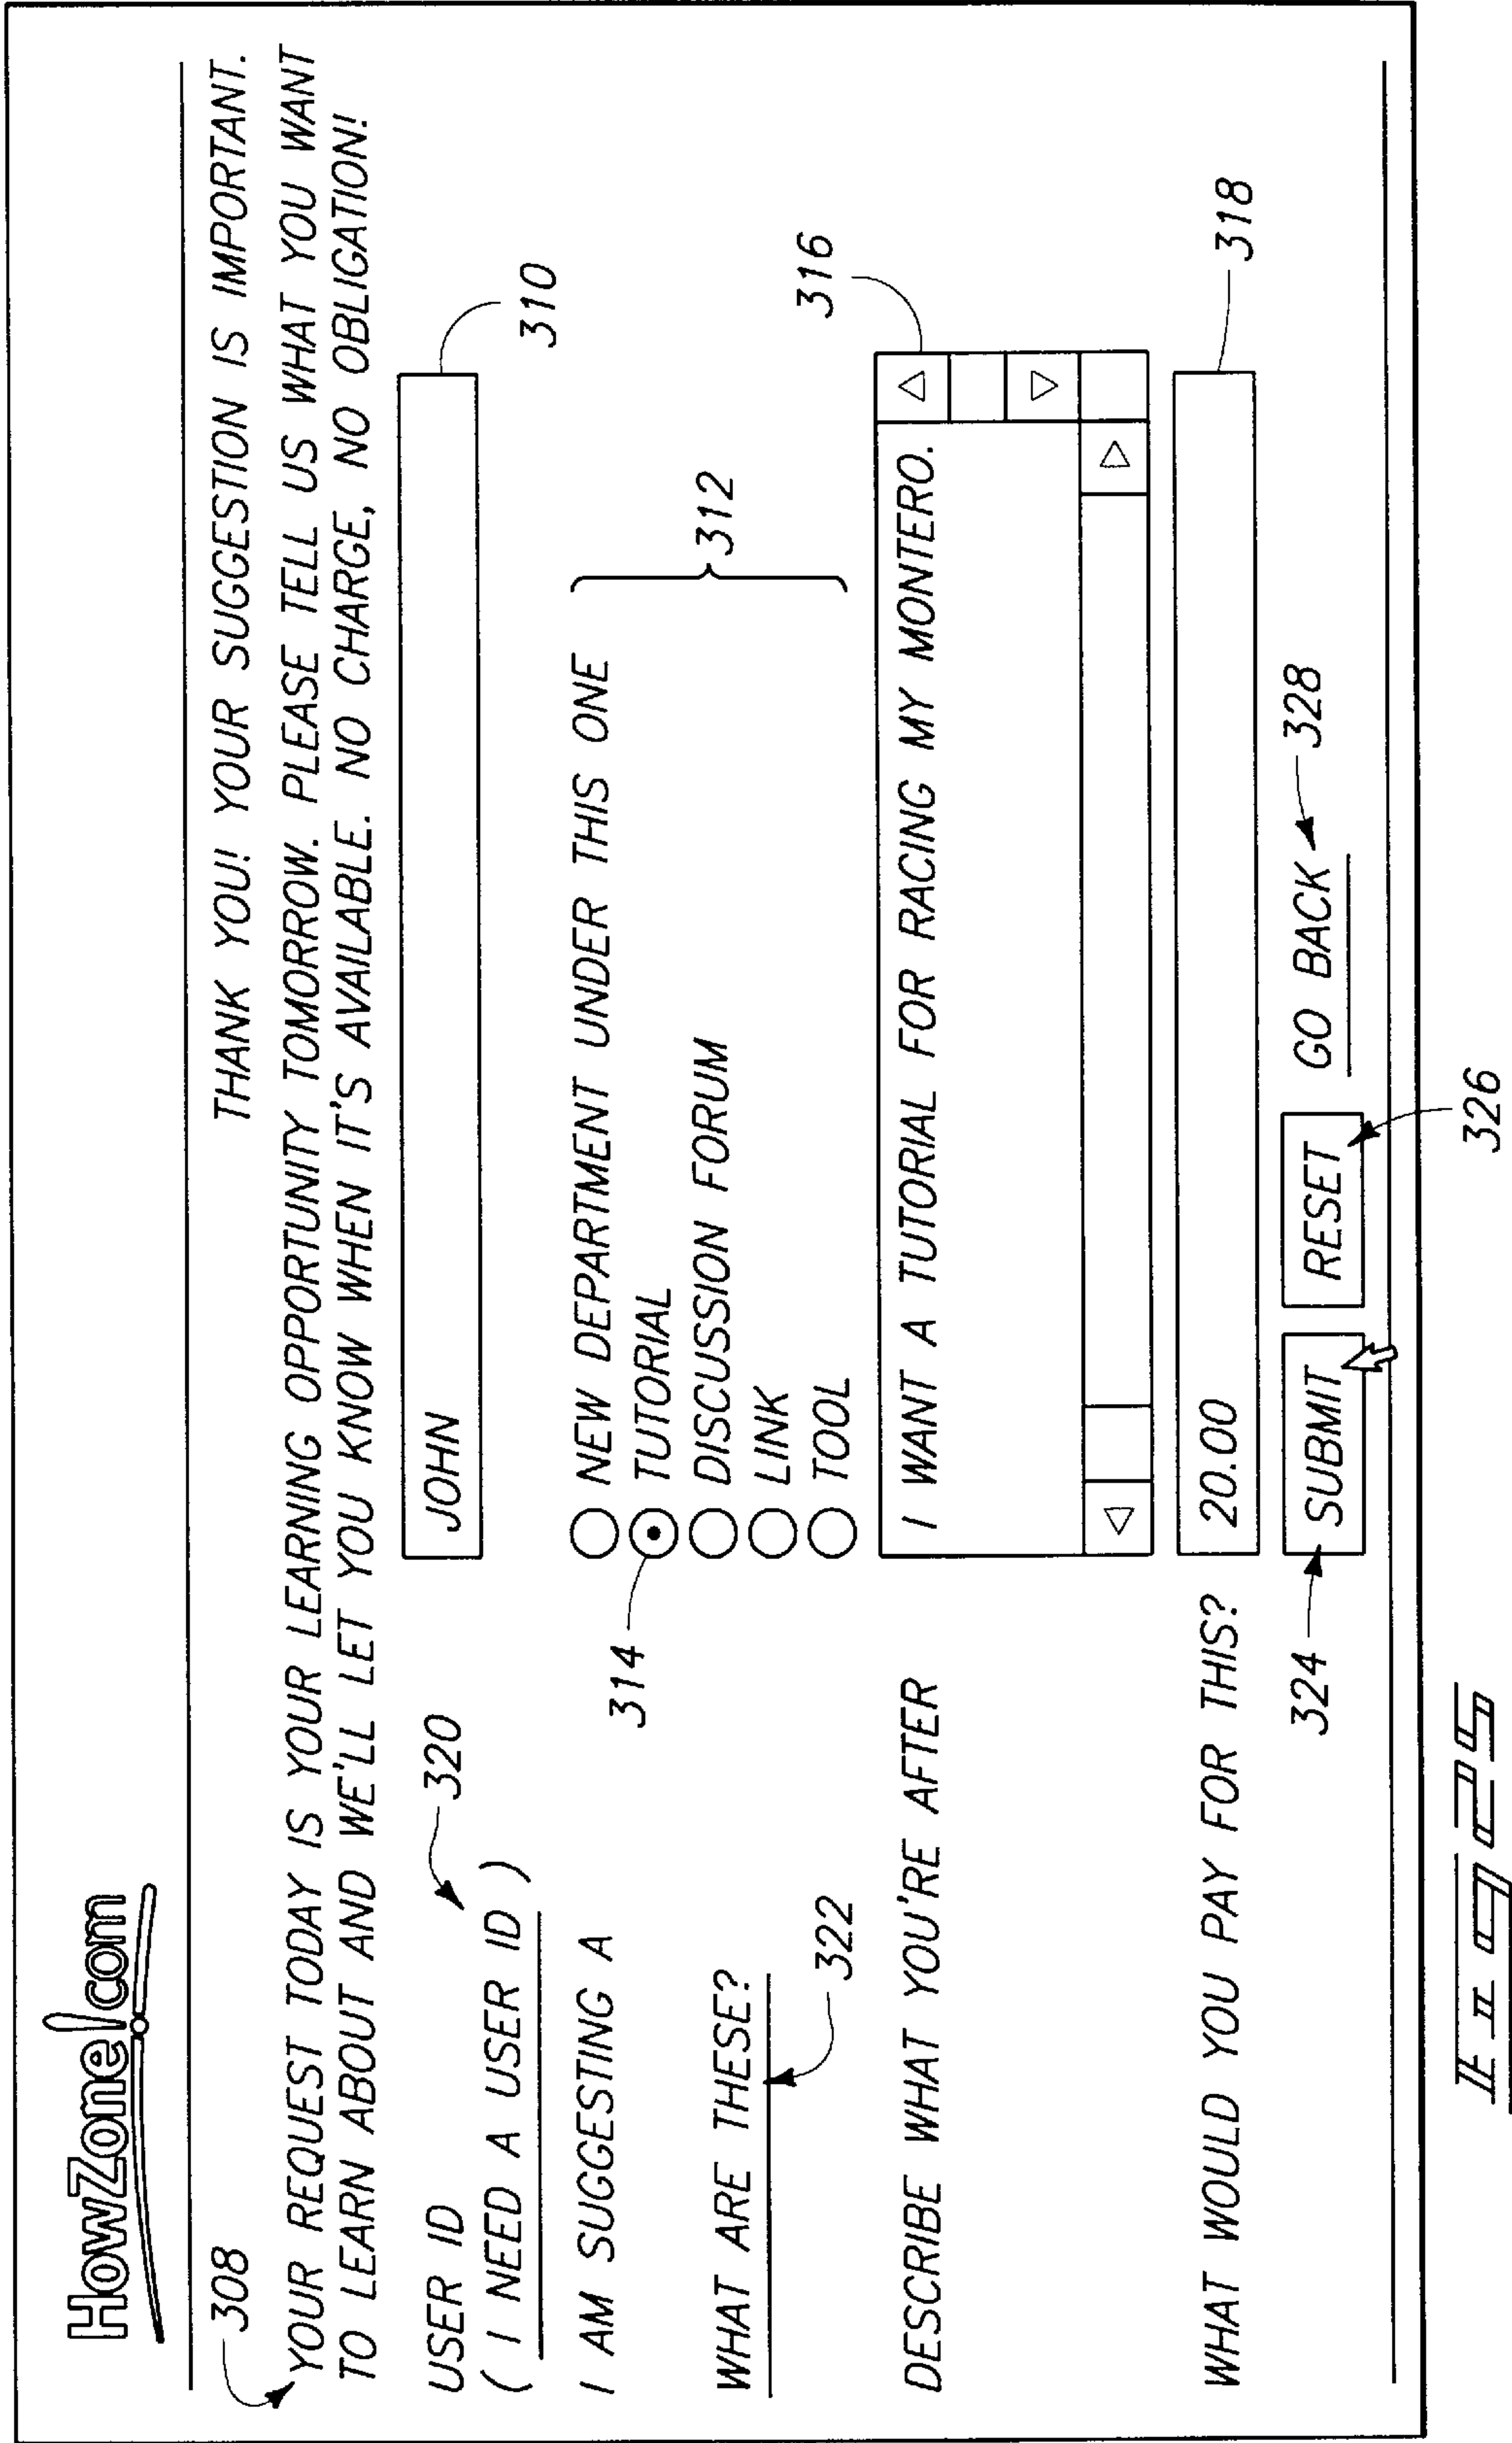 HowZone!com
308
THANK YOU! YOUR SUGGESTION IS IMPORTANT.
YOUR REQUEST TODAY IS YOUR LEARNING OPPORTUNITY TOMORROW. PLEASE TELL US WHAT YOU WANT
TO LEARN ABOUT AND WE'LL LET YOU KNOW WHEN IT'S AVAILABLE. NO CHARGE, NO OBLIGATION!
USER ID
320
JOHN
310
( I NEED A USER ID )
I AM SUGGESTING A
NEW DEPARTMENT UNDER THIS ONE
314
TUTORIAL
DISCUSSION FORUM
312
WHAT ARE THESE?
LINK
322
TOOL
316
DESCRIBE WHAT YOU'RE AFTER
I WANT A TUTORIAL FOR RACING MY MONTERO.
WHAT WOULD YOU PAY FOR THIS?
20.00
318
324
SUBMIT
RESET
GO BACK
328
326
Fig 25